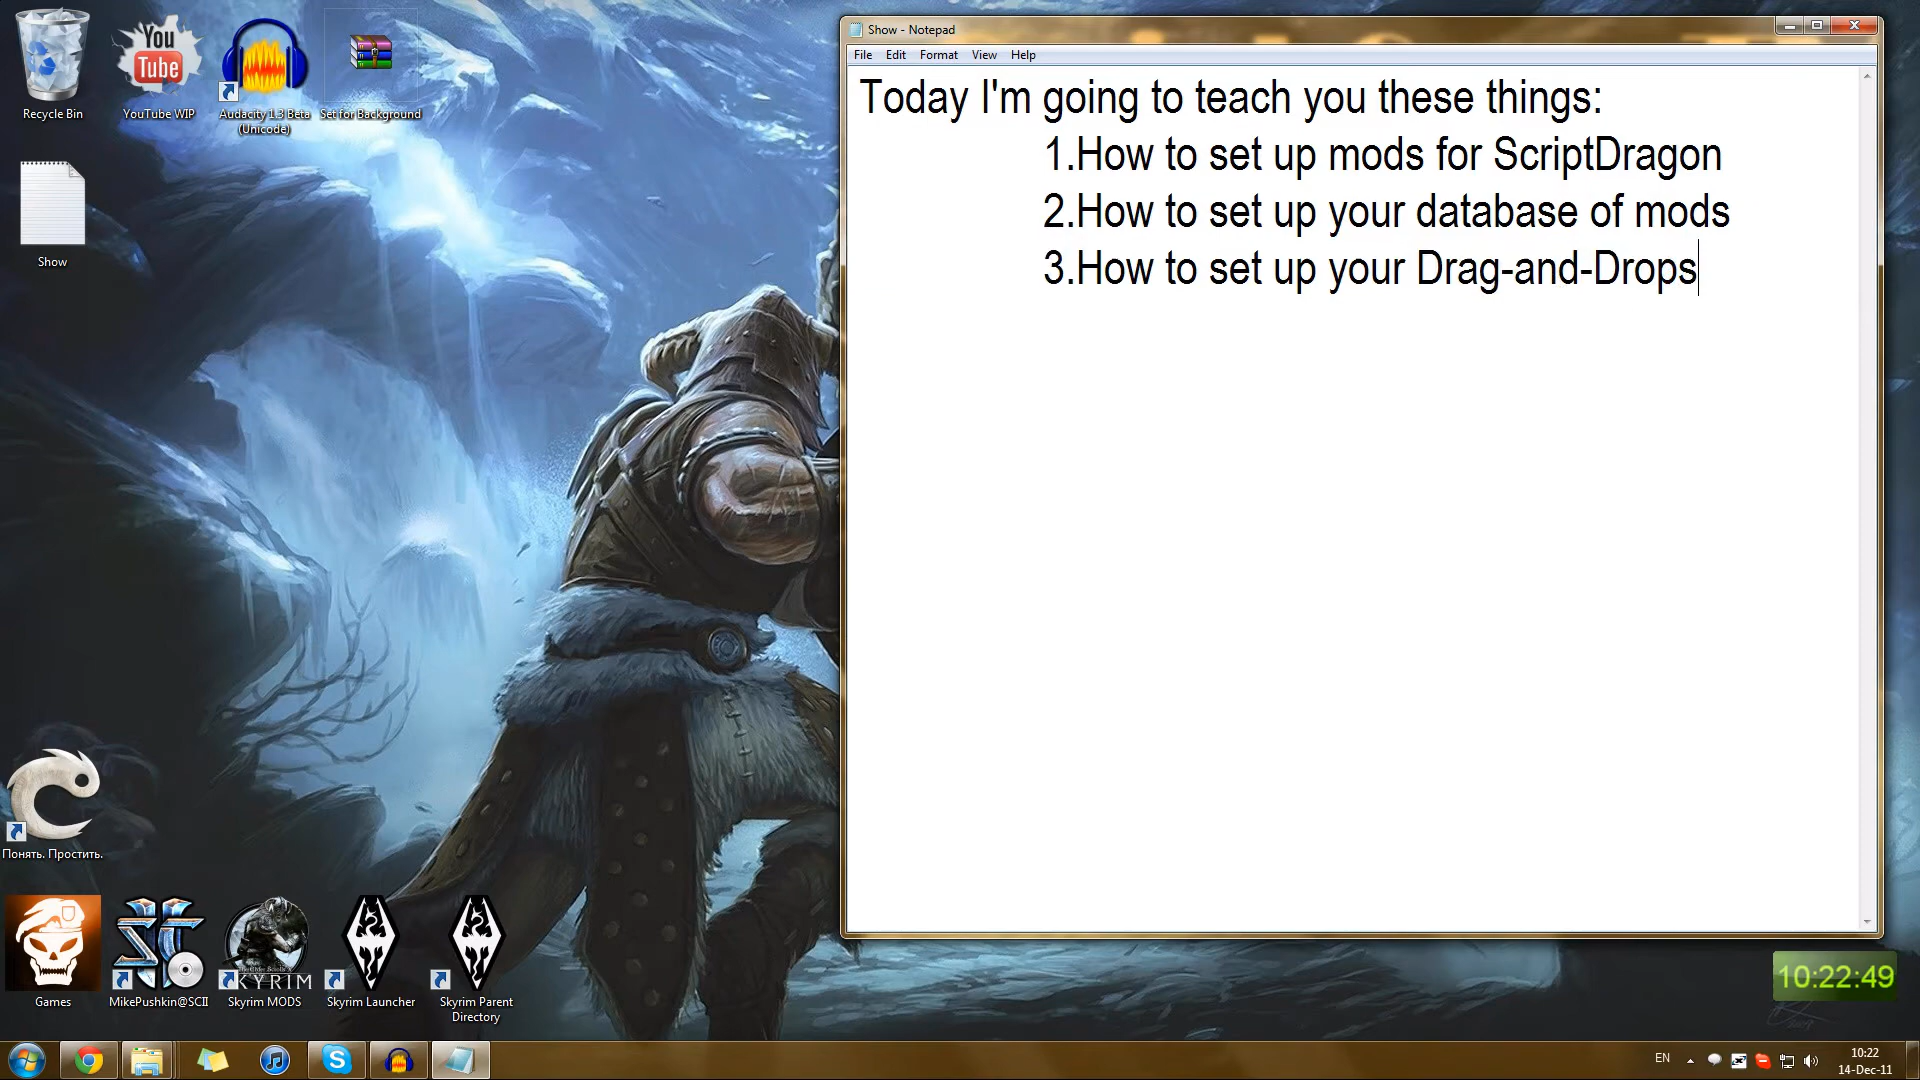 You
Tube
Recycle Bin
YouTube WIP
Audacity 1.3 Beta
(Unicode)
Set for Background
Show
Понять. Простить.
Games
MikePushkin@SCII
SKYRIM
Skyrim MODS
Skyrim Launcher
Skyrim Parent
Directory
Show - Notepad
File Edit Format View Help
Today I'm going to teach you these things:
1.How to set up mods for ScriptDragon
2.How to set up your database of mods
3.How to set up your Drag-and-Drops
10:22:49
EN
10:22
14-Dec-11